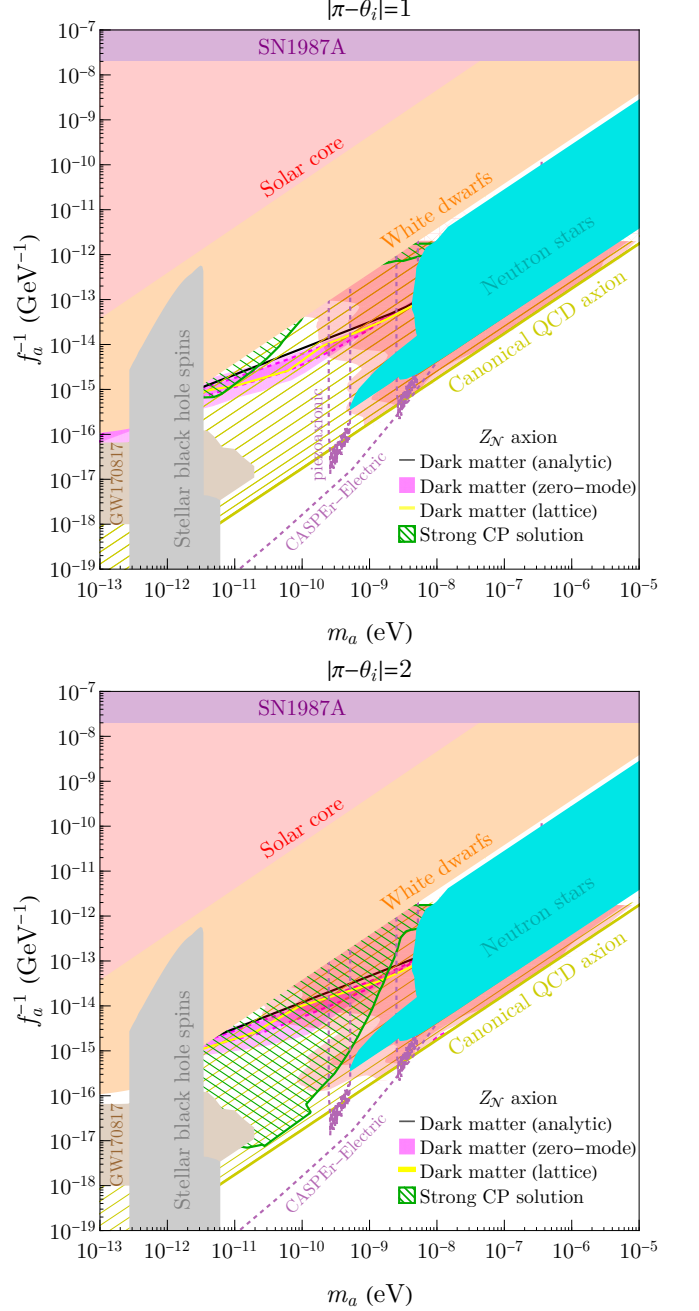 |π-θᵢ|=1
10⁻⁷
10⁻⁸
10⁻⁹
10⁻¹⁰
10⁻¹¹
10⁻¹²
10⁻¹³
10⁻¹⁴
10⁻¹⁵
10⁻¹⁶
10⁻¹⁷
10⁻¹⁸
10⁻¹⁹
fₐ⁻¹ (GeV⁻¹)
SN1987A
Solar core
White dwarfs
Neutron stars
Canonical QCD axion
Stellar black hole spins
GW170817
piezoaxionic
CASPEr-Electric
Z_𝒩 axion
Dark matter (analytic)
Dark matter (zero-mode)
Dark matter (lattice)
Strong CP solution
10⁻¹³ 10⁻¹² 10⁻¹¹ 10⁻¹⁰ 10⁻⁹ 10⁻⁸ 10⁻⁷ 10⁻⁶ 10⁻⁵
mₐ (eV)
|π-θᵢ|=2
10⁻⁷
10⁻⁸
10⁻⁹
10⁻¹⁰
10⁻¹¹
10⁻¹²
10⁻¹³
10⁻¹⁴
10⁻¹⁵
10⁻¹⁶
10⁻¹⁷
10⁻¹⁸
10⁻¹⁹
fₐ⁻¹ (GeV⁻¹)
SN1987A
Solar core
White dwarfs
Neutron stars
Canonical QCD axion
Stellar black hole spins
GW170817
CASPEr-Electric
Z_𝒩 axion
Dark matter (analytic)
Dark matter (zero-mode)
Dark matter (lattice)
Strong CP solution
10⁻¹³ 10⁻¹² 10⁻¹¹ 10⁻¹⁰ 10⁻⁹ 10⁻⁸ 10⁻⁷ 10⁻⁶ 10⁻⁵
mₐ (eV)